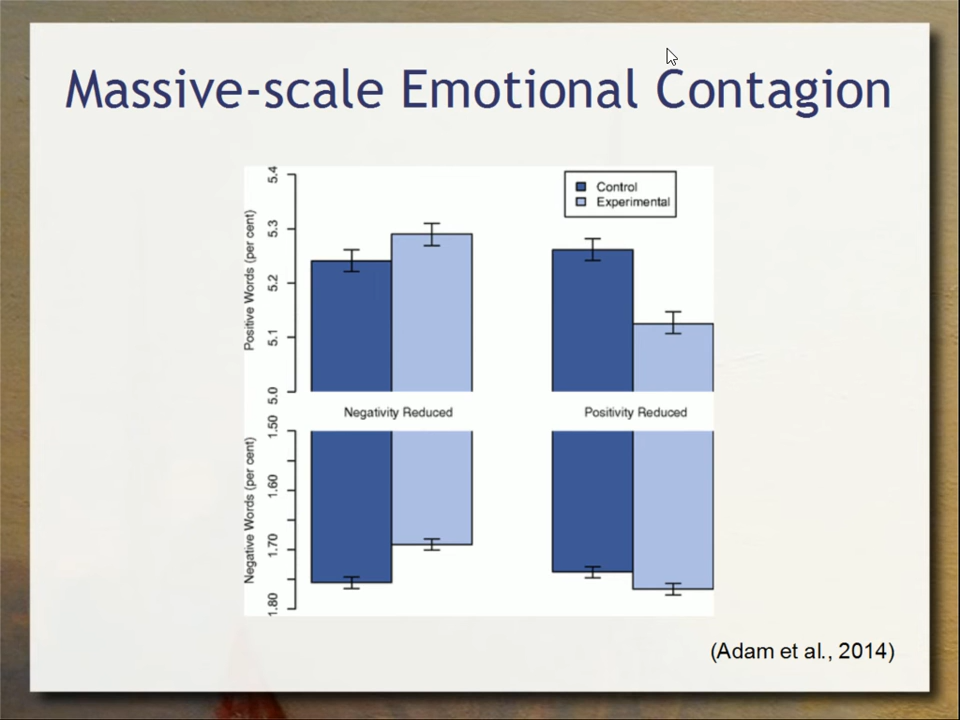 Massive-scale Emotional Contagion
5.4
5.3
5.2
5.1
5.0
Positive Words (per cent)
Control
Experimental
Negativity Reduced
Positivity Reduced
1.50
1.60
1.70
1.80
Negative Words (per cent)
(Adam et al., 2014)